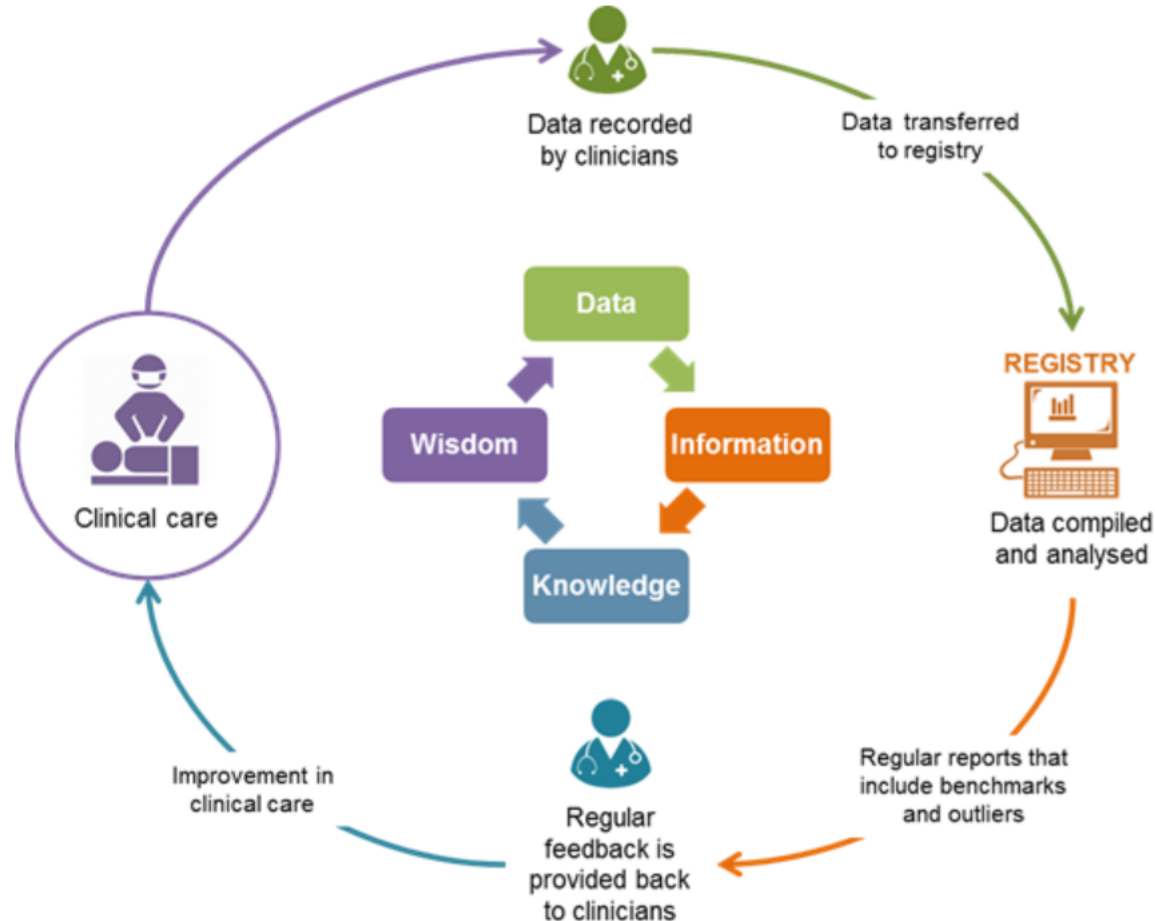 Data recorded
by clinicians
Data transferred
to registry
Data
REGISTRY
Wisdom
Information
Clinical care
Data compiled
and analysed
Knowledge
Regular reports that
include benchmarks
and outliers
Improvement in
clinical care
Regular
feedback is
provided back
to clinicians